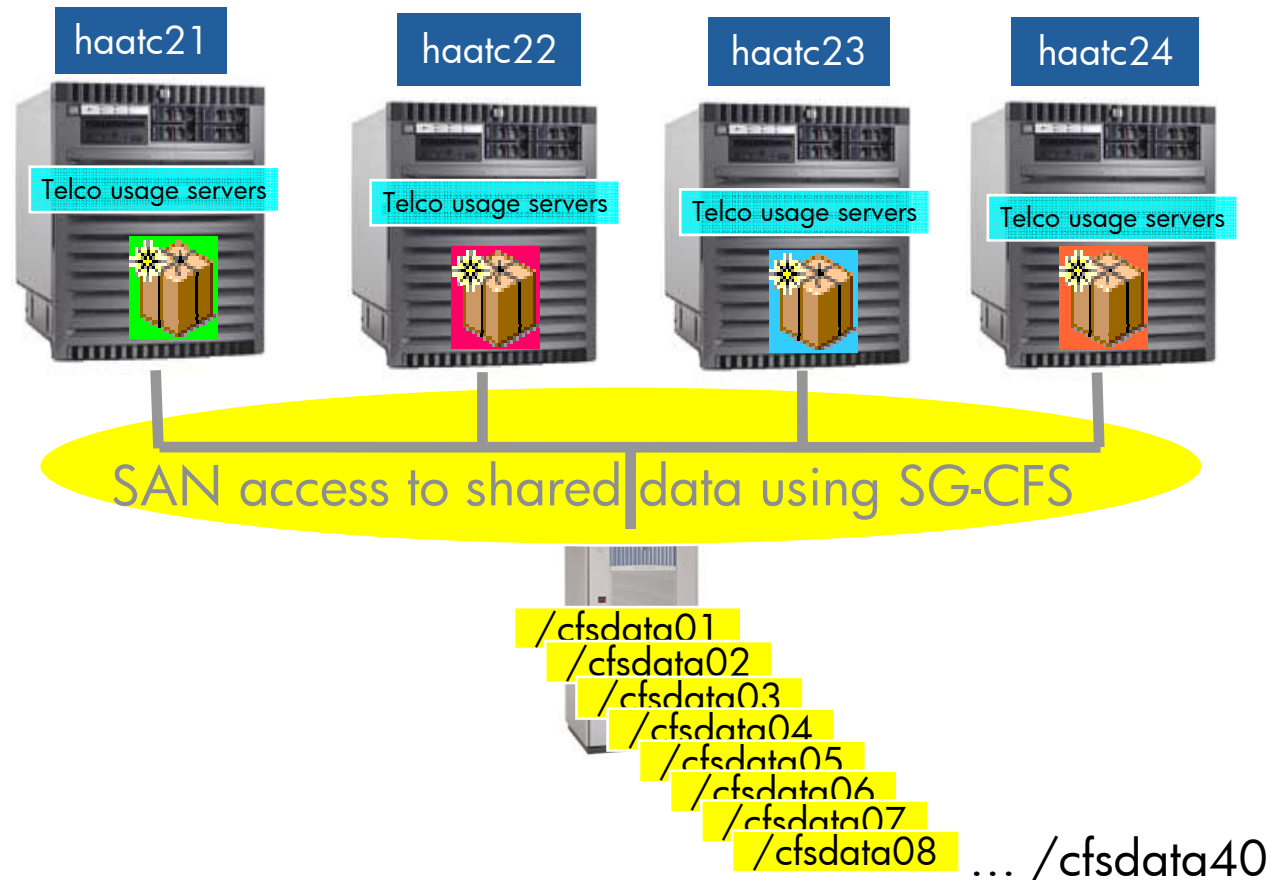 haatc21
haatc22
haatc23
haatc24
Telco usage servers
Telco usage servers
Telco usage servers
Telco usage servers
SAN access to shared data using SG-CFS
/cfsdata01
/cfsdata02
/cfsdata03
/cfsdata04
/cfsdata05
/cfsdata06
/cfsdata07
/cfsdata08 ... /cfsdata40